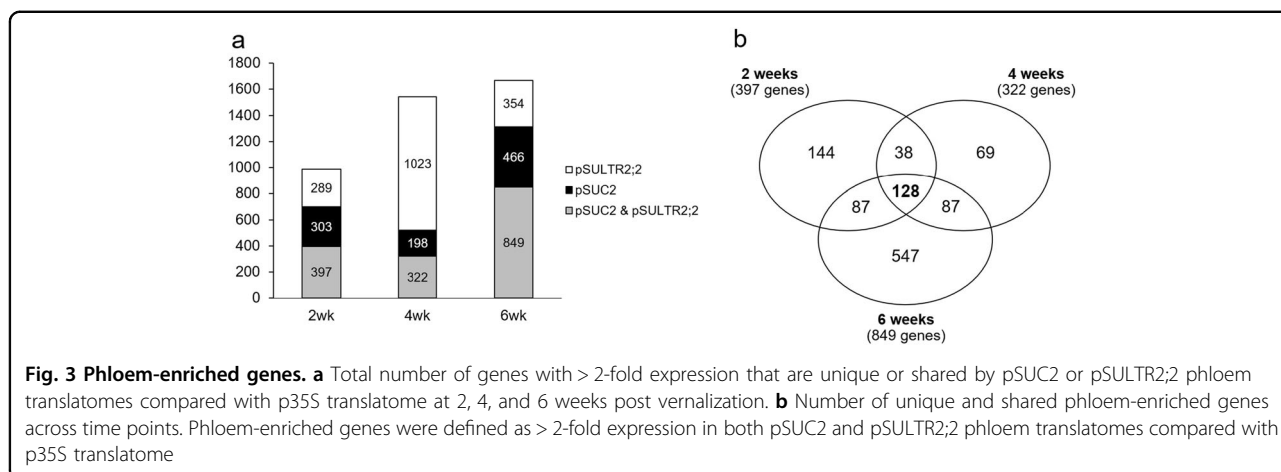 a
1800
1600
1400
1200
1000
800
600
400
200
0
289
303
397
1023
198
322
354
466
849
2wk
4wk
6wk
pSULTR2;2
pSUC2
pSUC2 & pSULTR2;2
b
2 weeks
(397 genes)
4 weeks
(322 genes)
144
38
69
128
87
87
547
6 weeks
(849 genes)
Fig. 3 Phloem-enriched genes. a Total number of genes with > 2-fold expression that are unique or shared by pSUC2 or pSULTR2;2 phloem
translatomes compared with p35S translatome at 2, 4, and 6 weeks post vernalization. b Number of unique and shared phloem-enriched genes
across time points. Phloem-enriched genes were defined as > 2-fold expression in both pSUC2 and pSULTR2;2 phloem translatomes compared with
p35S translatome